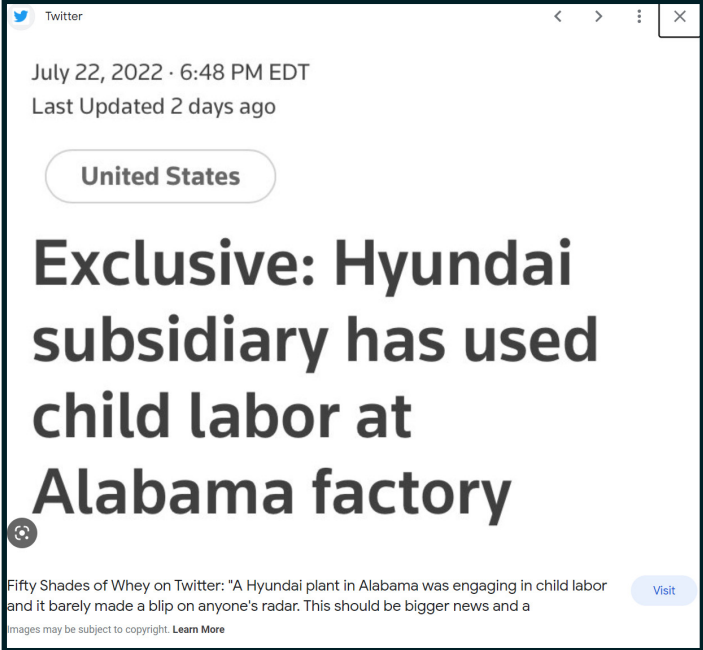 Twitter
July 22, 2022 · 6:48 PM EDT
Last Updated 2 days ago
United States
Exclusive: Hyundai
subsidiary has used
child labor at
Alabama factory
Fifty Shades of Whey on Twitter: "A Hyundai plant in Alabama was engaging in child labor
and it barely made a blip on anyone's radar. This should be bigger news and a
Visit
Images may be subject to copyright. Learn More